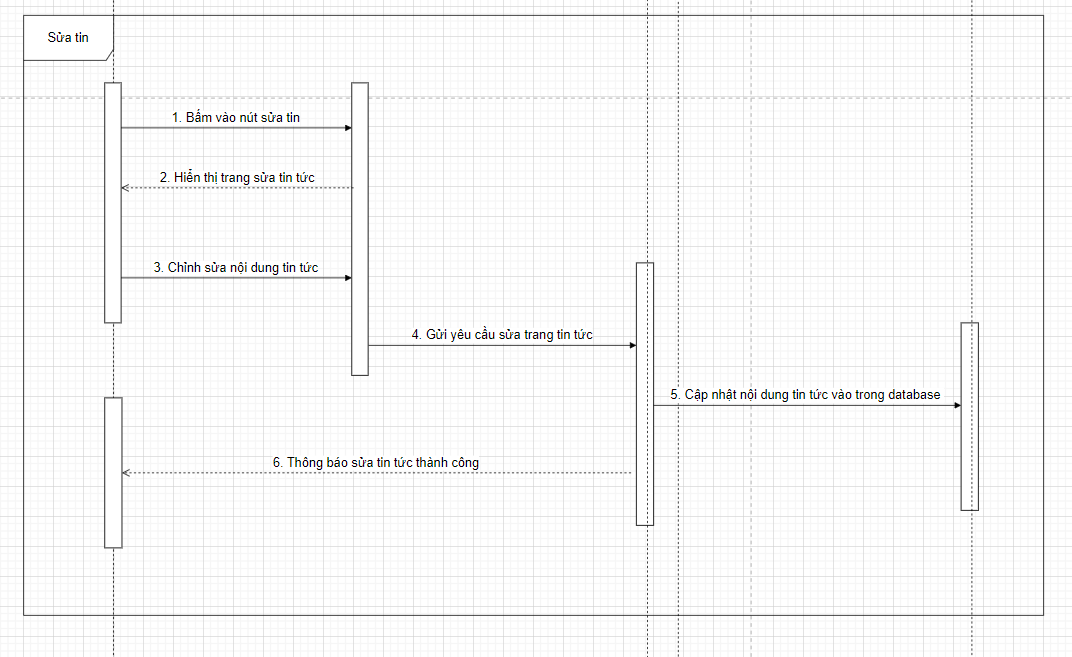 Sửa tin
1. Bấm vào nút sửa tin
2. Hiển thị trang sửa tin tức
3. Chỉnh sửa nội dung tin tức
4. Gửi yêu cầu sửa trang tin tức
5. Cập nhật nội dung tin tức vào trong database
6. Thông báo sửa tin tức thành công